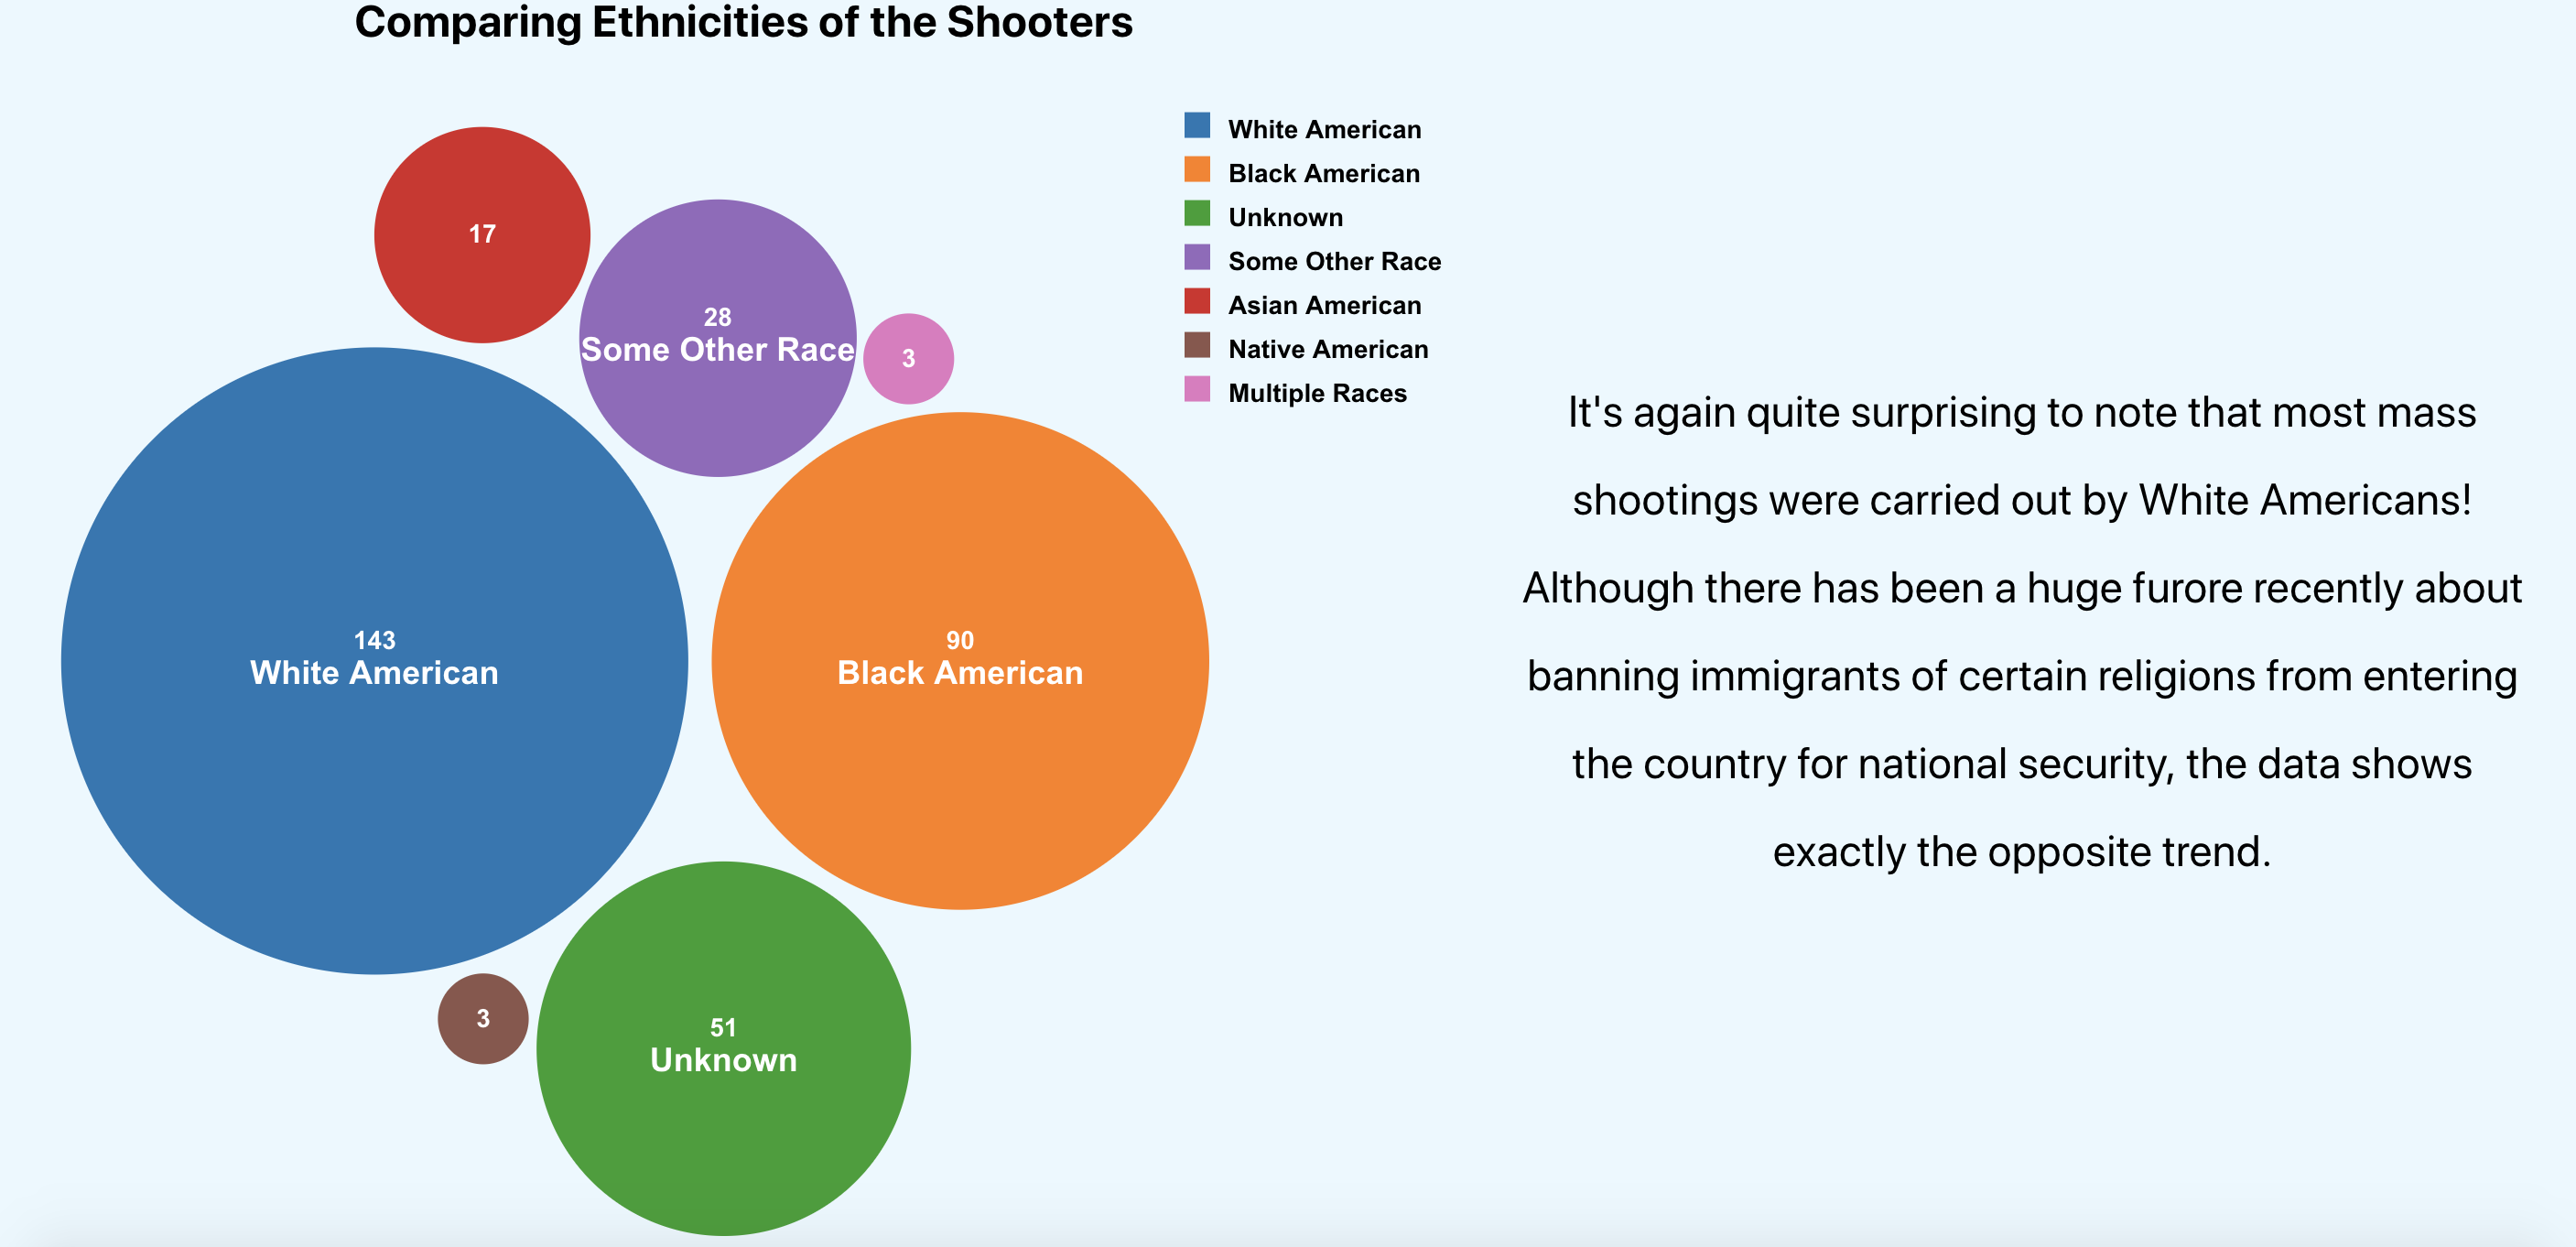 Comparing Ethnicities of the Shooters
17
28
Some Other Race
3
143
White American
90
Black American
3
51
Unknown
White American
Black American
Unknown
Some Other Race
Asian American
Native American
Multiple Races
It's again quite surprising to note that most mass
shootings were carried out by White Americans!
Although there has been a huge furore recently about
banning immigrants of certain religions from entering
the country for national security, the data shows
exactly the opposite trend.